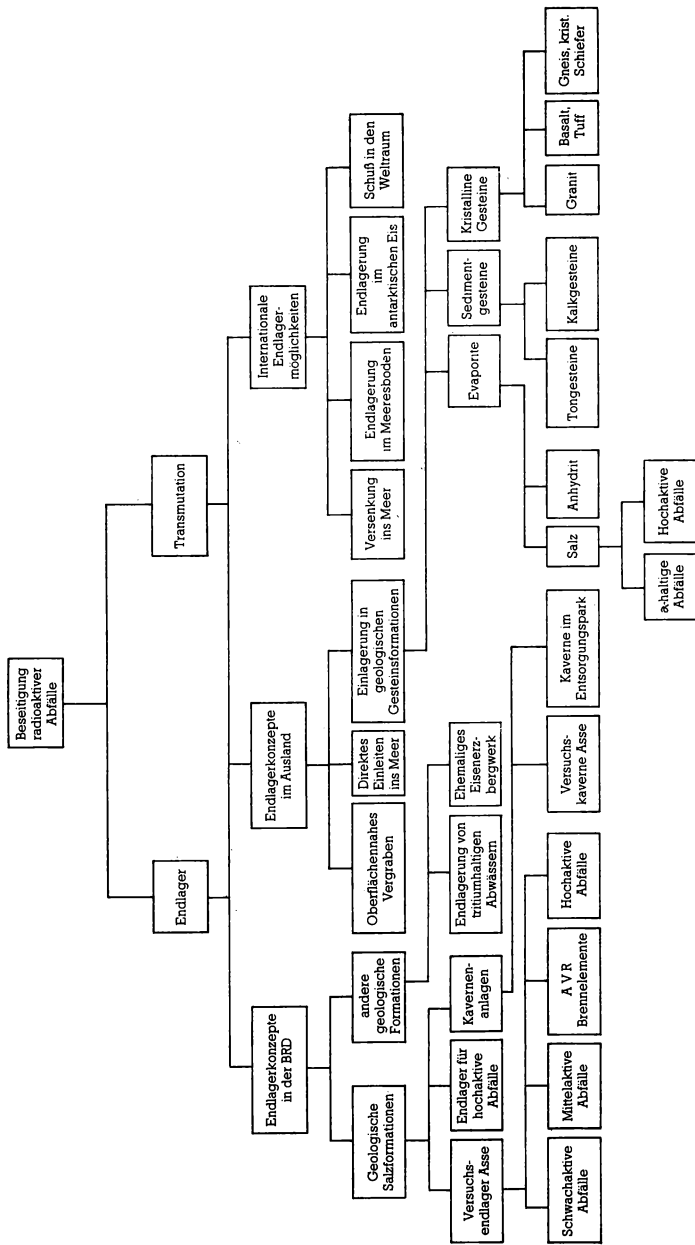 Beseitigung
radioaktiver
Abfälle
Endlager
Transmutation
Endlagerkonzepte
in der BRD
Endlagerkonzepte
im Ausland
Internationale
Endlager-
möglichkeiten
Geologische
Salzformationen
andere
geologische
Formationen
Oberflächennahes
Vergraben
Direktes
Einleiten
ins Meer
Einlagerung in
geologischen
Gesteinsformationen
Versenkung
ins Meer
Endlagerung
im Meeresboden
Endlagerung
im
antarktischen Eis
Schuß in den
Weltraum
Versuchs-
endlager Asse
Endlager für
hochaktive
Abfälle
Kavernen-
anlagen
Endlagerung von
tritiumhaltigen
Abwässern
Ehemaliges
Eisenerz-
bergwerk
Evaporite
Sediment-
gesteine
Kristalline
Gesteine
Schwachaktive
Abfälle
Mittelaktive
Abfälle
A V R
Brennelemente
Hochaktive
Abfälle
Versuchs-
kaverne Asse
Kaverne im
Entsorgungspark
Salz
Anhydrit
Tongesteine
Kalkgesteine
Granit
Basalt,
Tuff
Gneis, krist.
Schiefer
α-haltige
Abfälle
Hochaktive
Abfälle